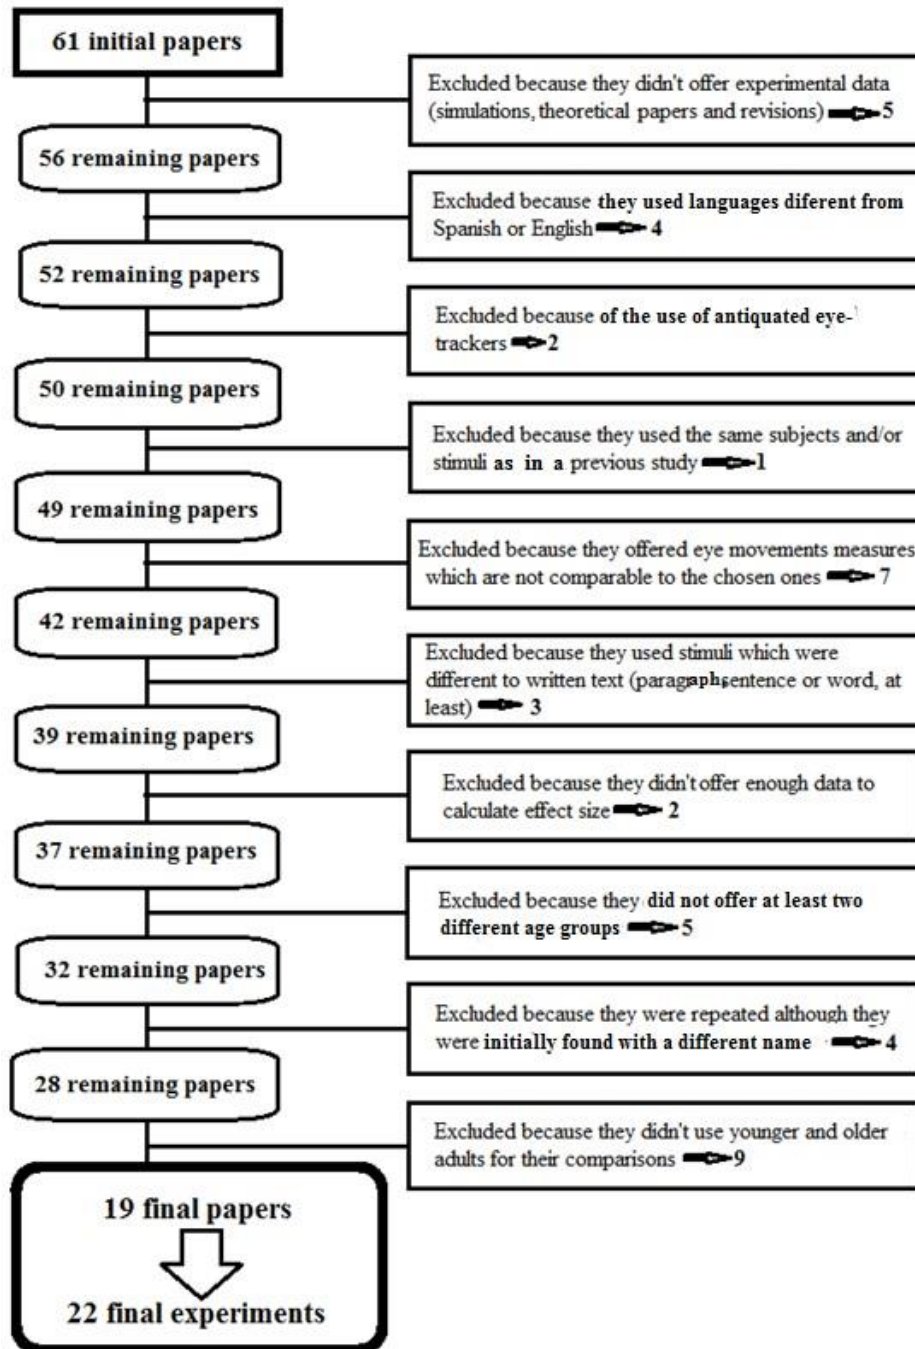 61 initial papers
Excluded because they didn't offer experimental data
(simulations, theoretical papers and revisions) 5
56 remaining papers
Excluded because they used languages diferent from
Spanish or English 4
52 remaining papers
Excluded because of the use of antiquated eye-
trackers 2
50 remaining papers
Excluded because they used the same subjects and/or
stimuli as in a previous study 1
49 remaining papers
Excluded because they offered eye movements measures
which are not comparable to the chosen ones 7
42 remaining papers
Excluded because they used stimuli which were
different to written text (paragraph, sentence or word, at
least) 3
39 remaining papers
Excluded because they didn't offer enough data to
calculate effect size 2
37 remaining papers
Excluded because they did not offer at least two
different age groups 5
32 remaining papers
Excluded because they were repeated although they
were initially found with a different name 4
28 remaining papers
Excluded because they didn't use younger and older
adults for their comparisons 9
19 final papers
22 final experiments